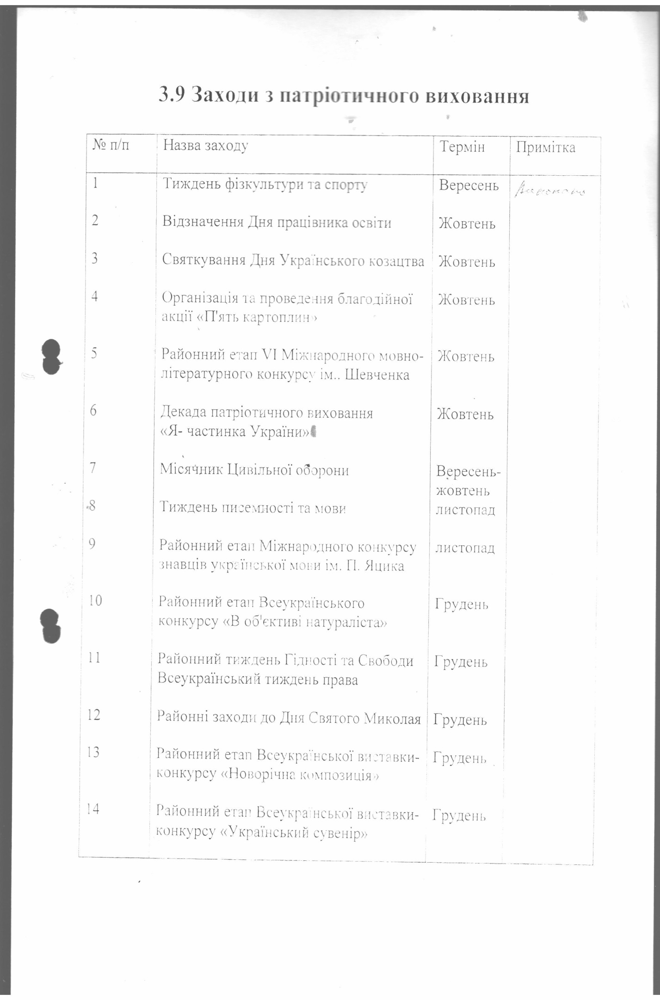 3.9 Заходи з патріотичного виховання
№ п/п Назва заходу Термін Примітка
1 Тиждень фізкультури та спорту Вересень
2 Відзначення Дня працівника освіти Жовтень
3 Святкування Дня Українського козацтва Жовтень
4 Організація та проведення благодійної Жовтень
акції «П'ять картоплин»
5 Районний етап VI Міжнародного мовно- Жовтень
літературного конкурсу ім.. Шевченка
6 Декада патріотичного виховання Жовтень
«Я- частинка України»
7 Місячник Цивільної оборони Вересень-
жовтень
8 Тиждень писемності та мови листопад
9 Районний етап Міжнародного конкурсу листопад
знавців української мови ім. П. Яцика
10 Районний етап Всеукраїнського Грудень
конкурсу «В об'єктиві натураліста»
11 Районний тиждень Гідності та Свободи Грудень
Всеукраїнський тиждень права
12 Районні заходи до Дня Святого Миколая Грудень
13 Районний етап Всеукраїнської виставки- Грудень
конкурсу «Новорічна композиція»
14 Районний етап Всеукраїнської виставки- Грудень
конкурсу «Український сувенір»